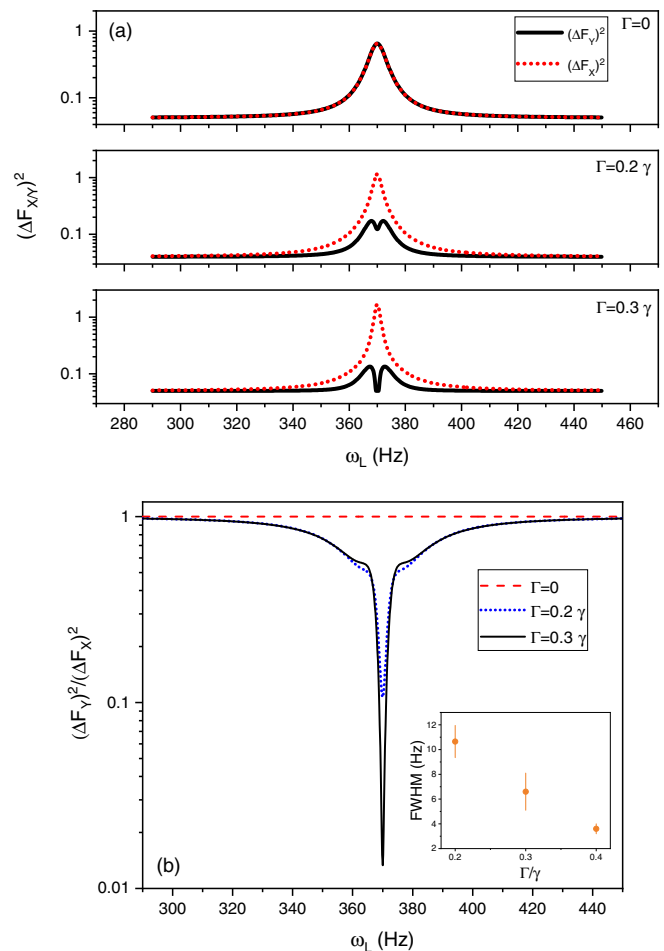 (a)
Γ=0
(ΔF_Y)²
(ΔF_X)²
1
0.1
Γ=0.2 γ
1
0.1
(ΔF_X/Y)²
Γ=0.3 γ
1
0.1
280 300 320 340 360 380 400 420 440 460
ω_L (Hz)
1
0.1
0.01
(ΔF_Y)²/(ΔF_X)²
Γ=0
Γ=0.2 γ
Γ=0.3 γ
FWHM (Hz)
12
10
8
6
4
2
0.2 0.3 0.4
Γ/γ
(b)
300 320 340 360 380 400 420 440
ω_L (Hz)